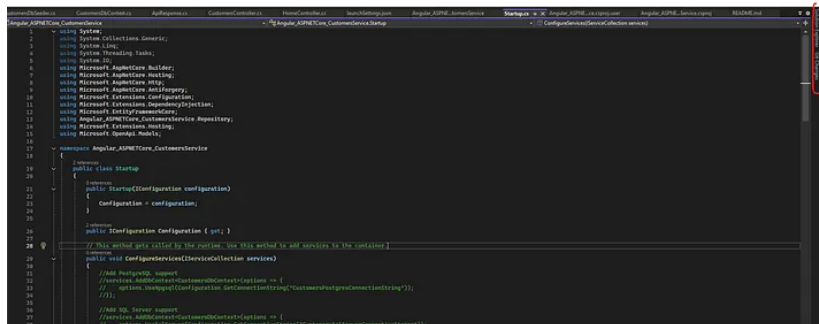 CustomersDbContext.cs ApiResponse.cs CustomersController.cs HomeController.cs launchSettings.json Angular_ASPNE...tomersService Startup.cs Angular_ASPNE...ce.csproj.user Angular_ASPNE...Service.csproj README.md
Angular_ASPNETCore_CustomersService Angular_ASPNETCore_CustomersService.Startup ConfigureServices(IServiceCollection services)
1 using System;
2 using System.Collections.Generic;
3 using System.Linq;
4 using System.Threading.Tasks;
5 using System.IO;
6 using Microsoft.AspNetCore.Builder;
7 using Microsoft.AspNetCore.Hosting;
8 using Microsoft.AspNetCore.Http;
9 using Microsoft.AspNetCore.Antiforgery;
10 using Microsoft.Extensions.Configuration;
11 using Microsoft.Extensions.DependencyInjection;
12 using Microsoft.EntityFrameworkCore;
13 using Angular_ASPNETCore_CustomersService.Repository;
14 using Microsoft.Extensions.Hosting;
15 using Microsoft.OpenApi.Models;
16
17 namespace Angular_ASPNETCore_CustomersService
18 {
2 references
19 public class Startup
20 {
0 references
21 public Startup(IConfiguration configuration)
22 {
23 Configuration = configuration;
24 }
25
2 references
26 public IConfiguration Configuration { get; }
27
28 // This method gets called by the runtime. Use this method to add services to the container.
0 references
29 public void ConfigureServices(IServiceCollection services)
30 {
31 //Add PostgreSQL support
32 //services.AddDbContext<CustomersDbContext>(options => {
33 // options.UseNpgsql(Configuration.GetConnectionString("CustomersPostgresConnectionString"));
34 //});
35
36 //Add SQL Server support
37 //services.AddDbContext<CustomersDbContext>(options => {